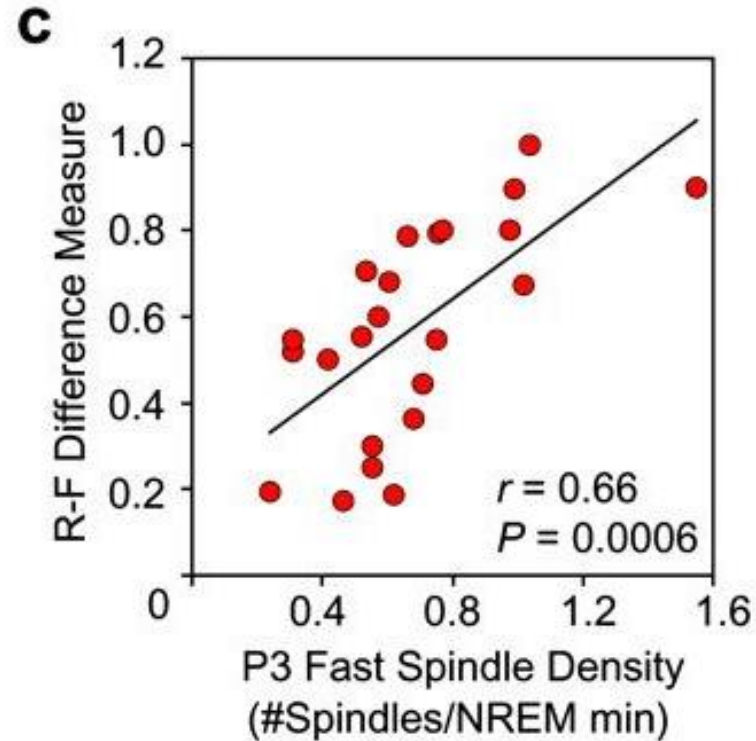 c
1.2
1.0
0.8
0.6
0.4
0.2
0
R-F Difference Measure
r = 0.66
P = 0.0006
0.4 0.8 1.2 1.6
P3 Fast Spindle Density
(#Spindles/NREM min)